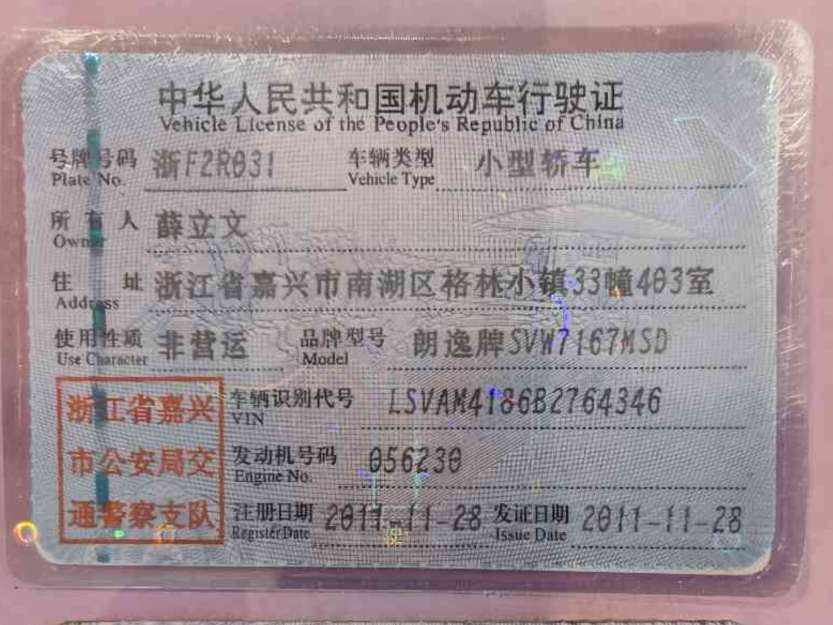 中华人民共和国机动车行驶证
Vehicle License of the People's Republic of China
号牌号码 浙F2R031 车辆类型 小型轿车
Plate No. Vehicle Type
所有人 薛立文
Owner
住址 浙江省嘉兴市南湖区格林小镇33幢403室
Address
使用性质 非营运 品牌型号 朗逸牌SVW7167MSD
Use Character Model
浙江省嘉兴
市公安局交
通警察支队
车辆识别代号 LSVAM4186B2764346
VIN
发动机号码 056230
Engine No.
注册日期 2011-11-28 发证日期 2011-11-28
Register Date Issue Date